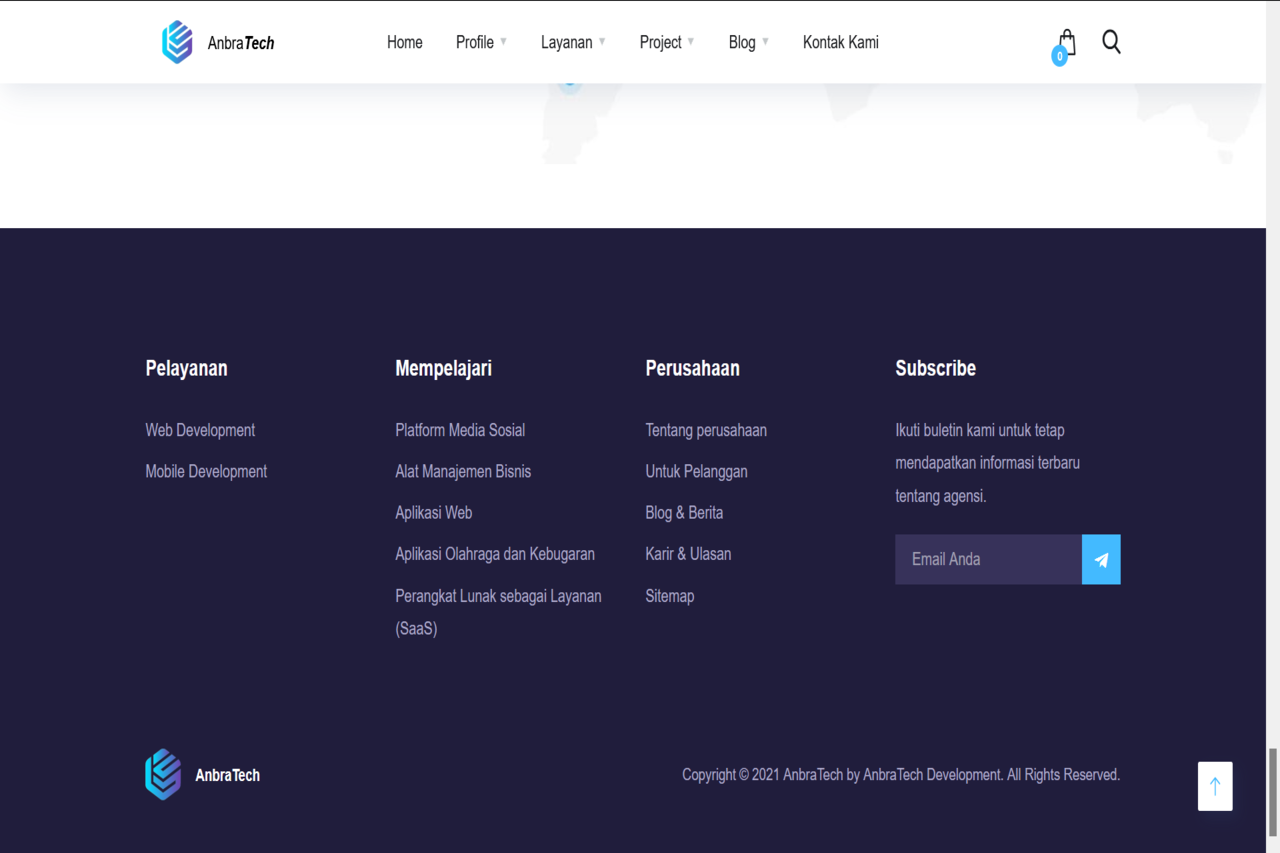 AnbraTech
Home
Profile
Layanan
Project
Blog
Kontak Kami
0
Pelayanan
Web Development
Mobile Development
Mempelajari
Platform Media Sosial
Alat Manajemen Bisnis
Aplikasi Web
Aplikasi Olahraga dan Kebugaran
Perangkat Lunak sebagai Layanan
(SaaS)
Perusahaan
Tentang perusahaan
Untuk Pelanggan
Blog & Berita
Karir & Ulasan
Sitemap
Subscribe
Ikuti buletin kami untuk tetap
mendapatkan informasi terbaru
tentang agensi.
Email Anda
AnbraTech
Copyright © 2021 AnbraTech by AnbraTech Development. All Rights Reserved.